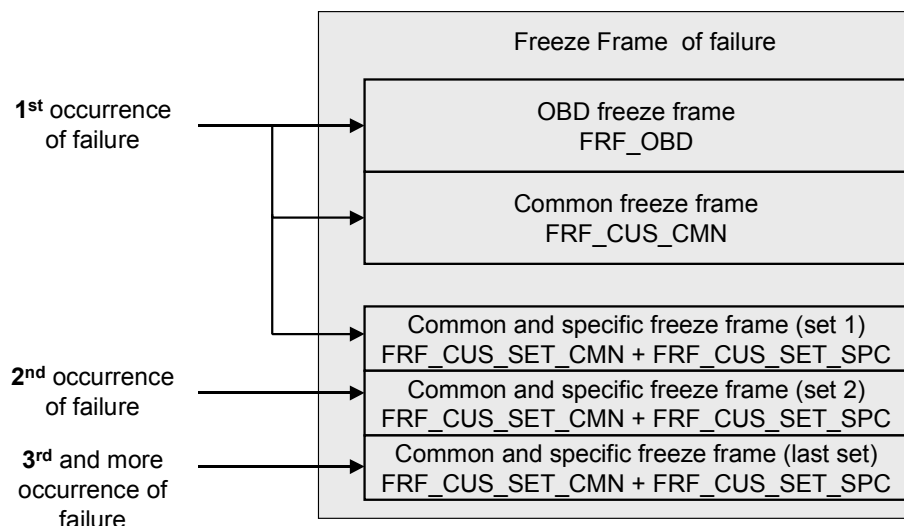 Freeze Frame of failure
1st occurrence
of failure
OBD freeze frame
FRF_OBD
Common freeze frame
FRF_CUS_CMN
Common and specific freeze frame (set 1)
FRF_CUS_SET_CMN + FRF_CUS_SET_SPC
2nd occurrence
of failure
Common and specific freeze frame (set 2)
FRF_CUS_SET_CMN + FRF_CUS_SET_SPC
3rd and more
occurrence of
failure
Common and specific freeze frame (last set)
FRF_CUS_SET_CMN + FRF_CUS_SET_SPC